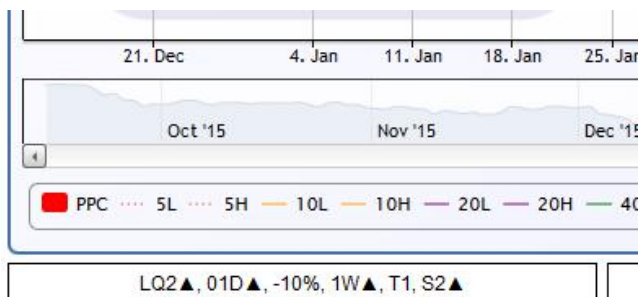 21. Dec 4. Jan 11. Jan 18. Jan 25. Jan
Oct '15 Nov '15 Dec '15
PPC 5L 5H 10L 10H 20L 20H 40
LQ2▲, 01D▲, -10%, 1W▲, T1, S2▲